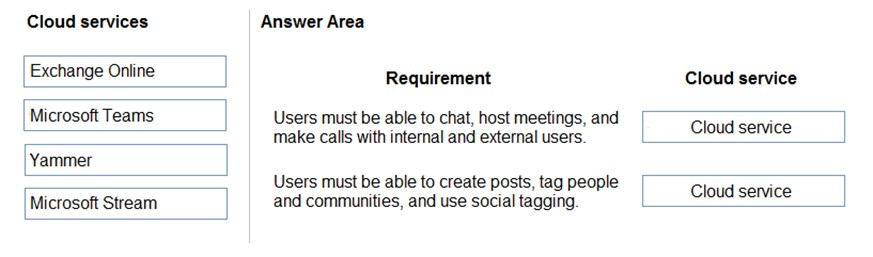 Cloud services
Exchange Online
Microsoft Teams
Yammer
Microsoft Stream
Answer Area
Requirement
Cloud service
Users must be able to chat, host meetings, and
make calls with internal and external users.
Cloud service
Users must be able to create posts, tag people
and communities, and use social tagging.
Cloud service